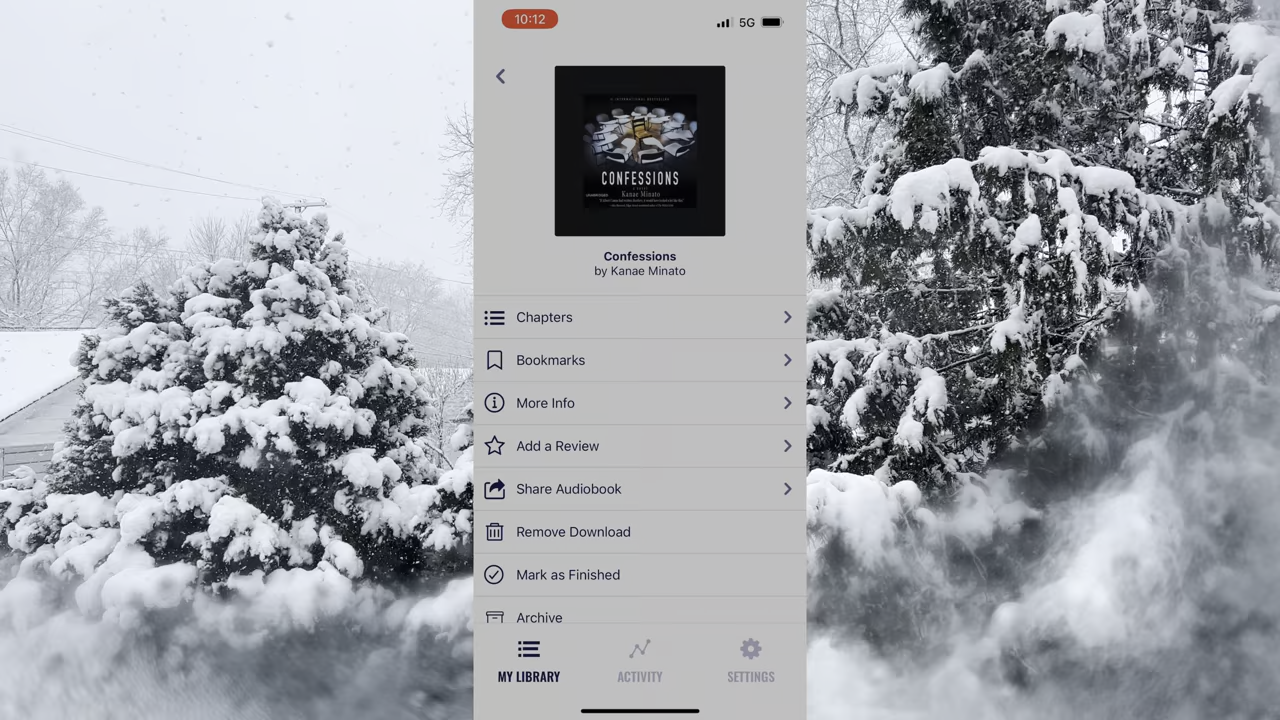 10:12
5G
CONFESSIONS
A NOVEL
Kanae Minato
Confessions
by Kanae Minato
Chapters
Bookmarks
More Info
Add a Review
Share Audiobook
Remove Download
Mark as Finished
Archive
MY LIBRARY
ACTIVITY
SETTINGS